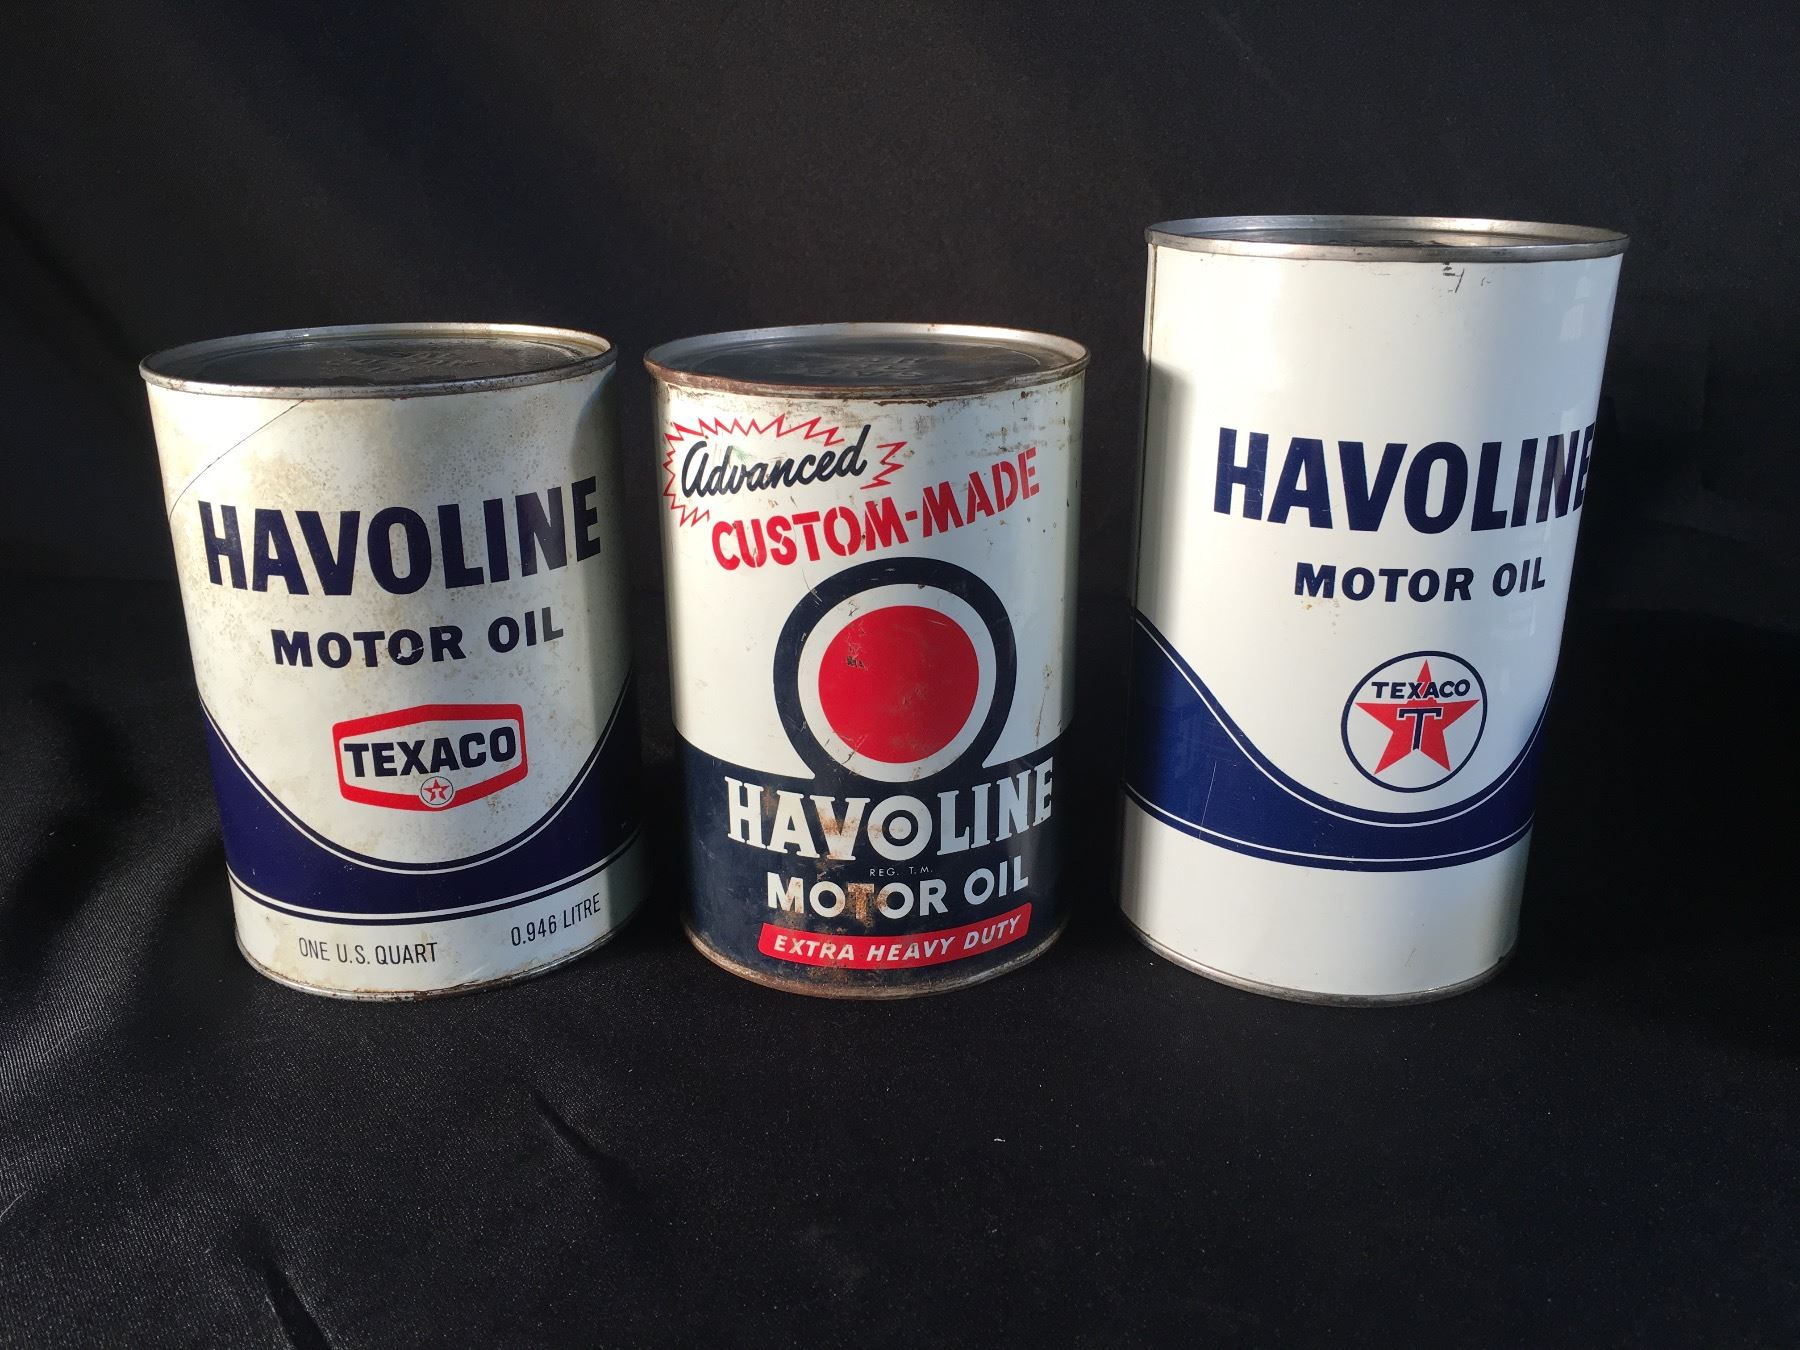 HAVOLINE
MOTOR OIL
TEXACO
T
ONE U.S. QUART 0.946 LITRE
Advanced
CUSTOM-MADE
HAVOLINE
REG. T.M.
MOTOR OIL
EXTRA HEAVY DUTY
HAVOLINE
MOTOR OIL
TEXACO
T